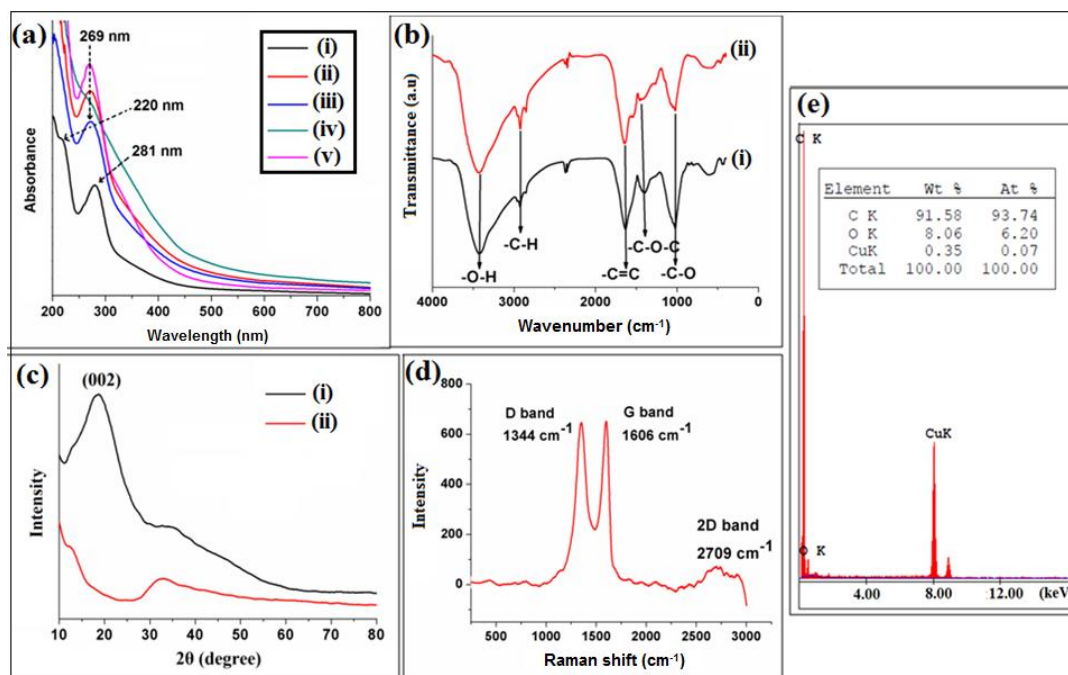 (a)
269 nm
220 nm
281 nm
(i)
(ii)
(iii)
(iv)
(v)
Absorbance
200 300 400 500 600 700 800
Wavelength (nm)
(b)
(ii)
(i)
Transmittance (a.u)
-O-H
-C-H
-C=C
-C-O-C
-C-O
4000 3000 2000 1000 0
Wavenumber (cm-1)
(c)
(002)
(i)
(ii)
Intensity
10 20 30 40 50 60 70 80
2θ (degree)
(d)
800
600
400
200
0
D band
1344 cm-1
G band
1606 cm-1
2D band
2709 cm-1
Intensity
500 1000 1500 2000 2500 3000
Raman shift (cm-1)
(e)
C K
Element Wt % At %
C K 91.58 93.74
O K 8.06 6.20
CuK 0.35 0.07
Total 100.00 100.00
CuK
O K
4.00 8.00 12.00 (keV